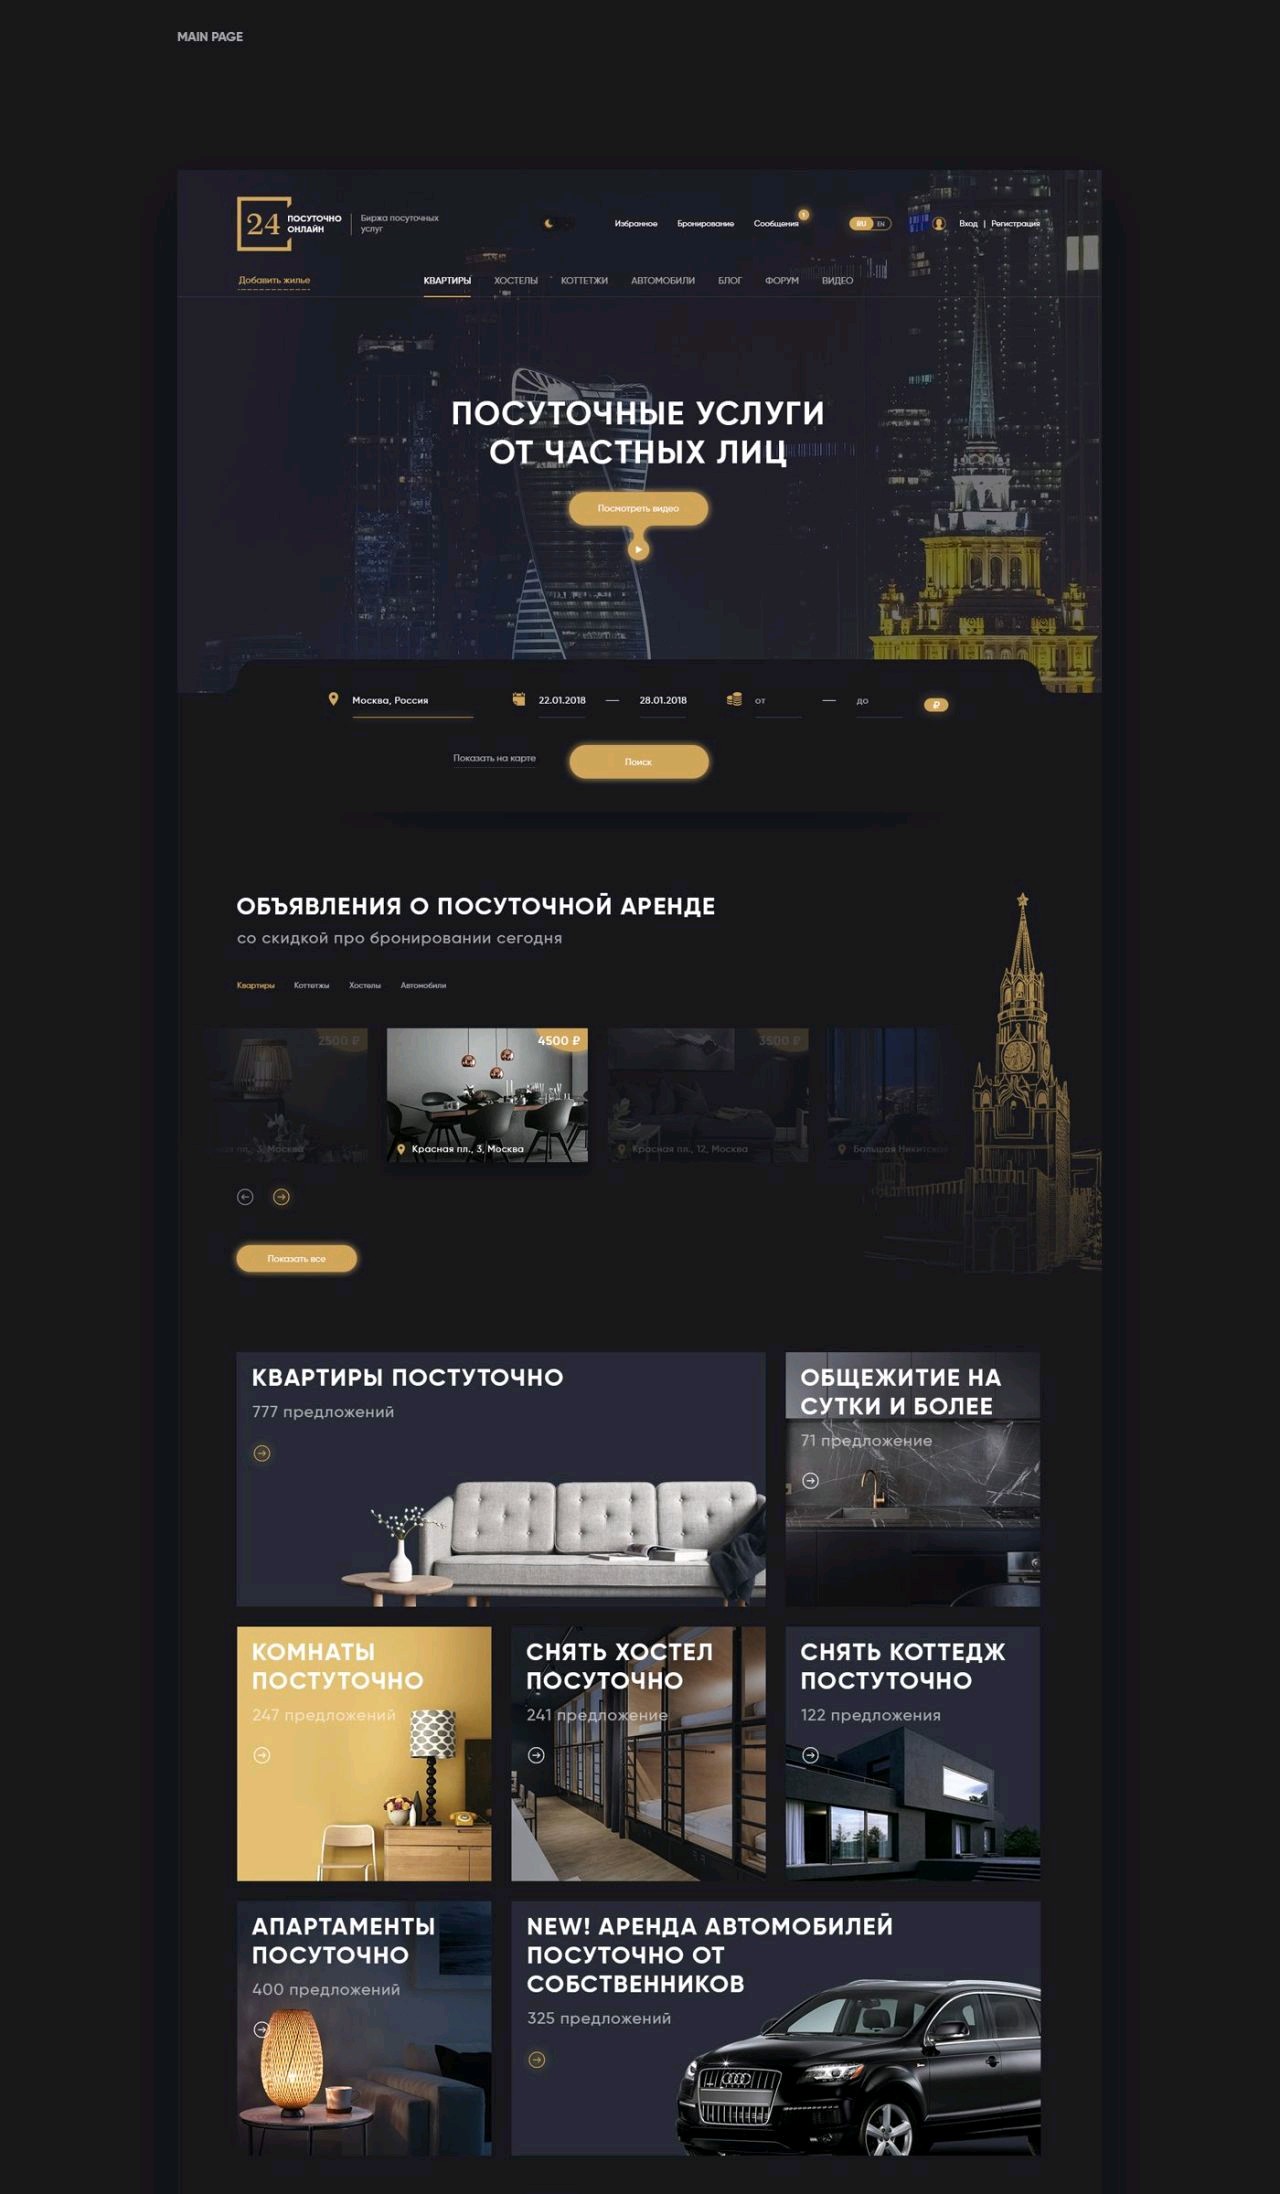 MAIN PAGE
24 ПОСУТОЧНО ОНЛАЙН
Биржа посуточных услуг
Избранное
Бронирование
Сообщения
1
RU EN
Вход | Регистрация
Добавить жилье
КВАРТИРЫ ХОСТЕЛЫ КОТТЕТЖИ АВТОМОБИЛИ БЛОГ ФОРУМ ВИДЕО
ПОСУТОЧНЫЕ УСЛУГИ
ОТ ЧАСТНЫХ ЛИЦ
Посмотреть видео
Москва, Россия
22.01.2018 — 28.01.2018
от — до
₽
Показать на карте
Поиск
ОБЪЯВЛЕНИЯ О ПОСУТОЧНОЙ АРЕНДЕ
со скидкой про бронировании сегодня
Квартиры Коттетжы Хостелы Автомобили
2500 ₽
4500 ₽
3500 ₽
пл., 3, Москва
Красная пл., 3, Москва
Красная пл., 12, Москва
Большая Никитская
Показать все
КВАРТИРЫ ПОСТУТОЧНО
777 предложений
ОБЩЕЖИТИЕ НА
СУТКИ И БОЛЕЕ
71 предложение
КОМНАТЫ
ПОСТУТОЧНО
247 предложений
СНЯТЬ ХОСТЕЛ
ПОСУТОЧНО
241 предложение
СНЯТЬ КОТТЕДЖ
ПОСТУТОЧНО
122 предложения
АПАРТАМЕНТЫ
ПОСУТОЧНО
400 предложений
NEW! АРЕНДА АВТОМОБИЛЕЙ
ПОСУТОЧНО ОТ
СОБСТВЕННИКОВ
325 предложений